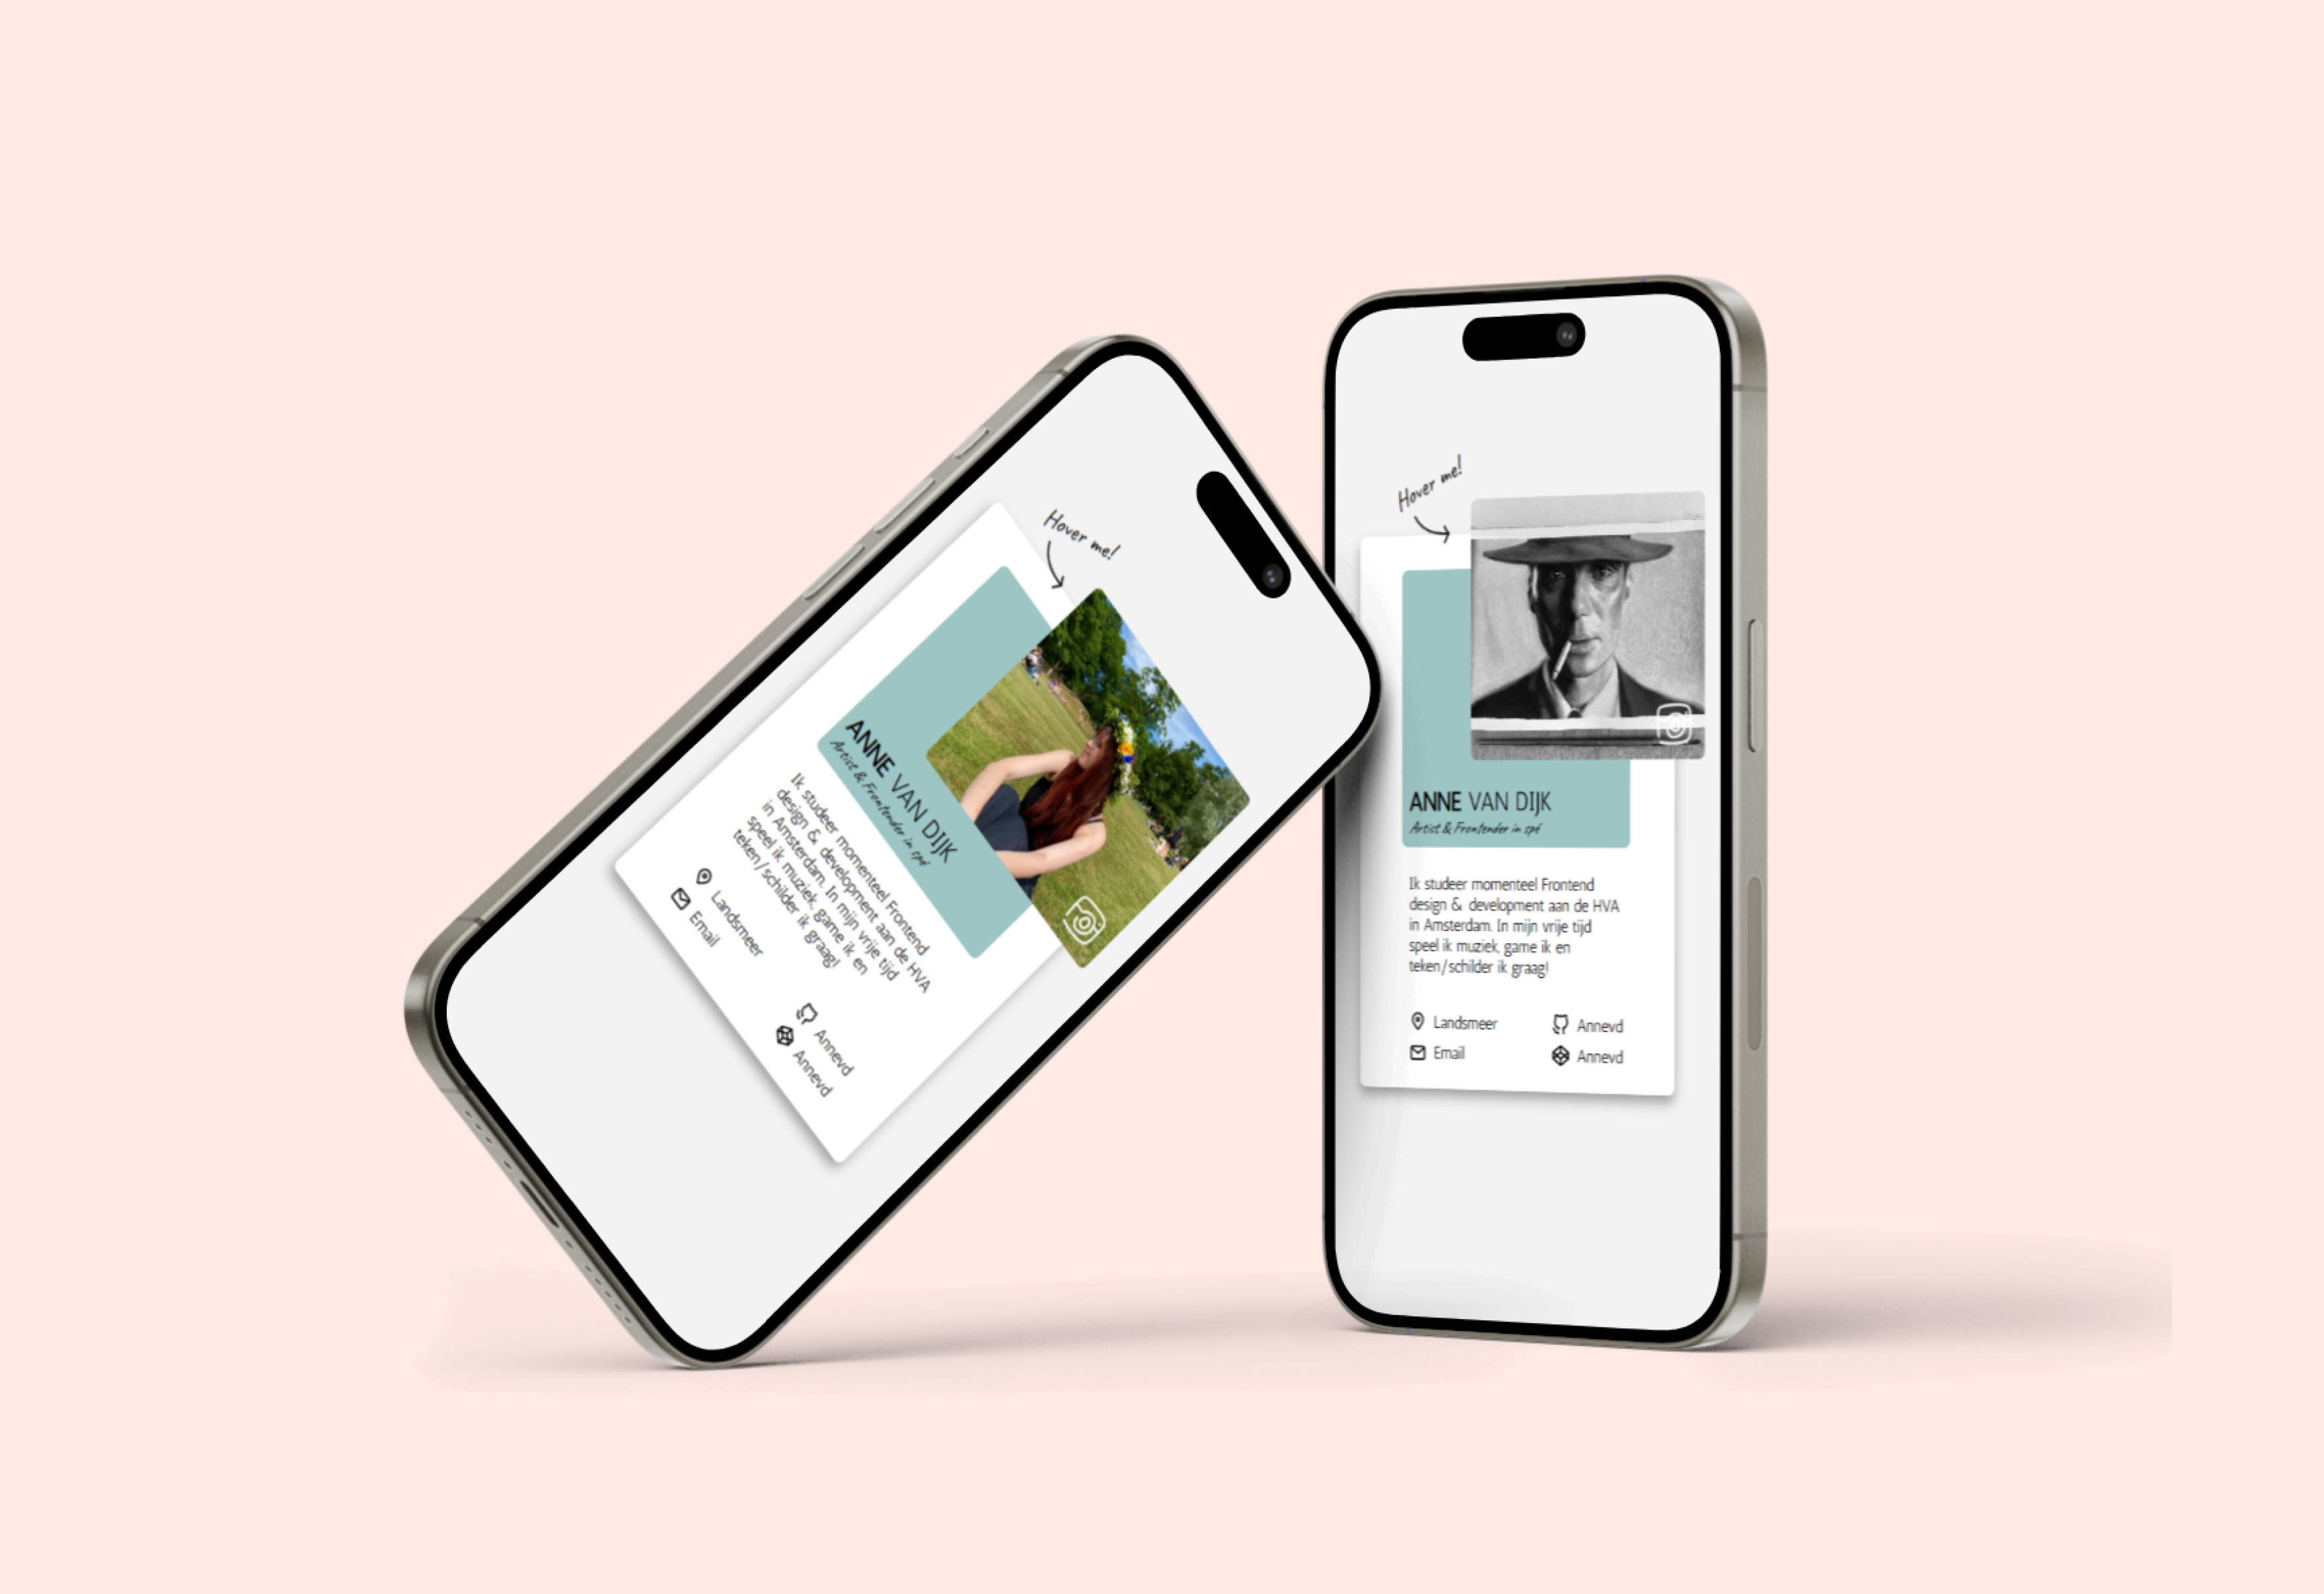 Hover me!
ANNE VAN DIJK
Artist & Frontender in spé
Ik studeer momenteel Frontend
design & development aan de HVA
in Amsterdam. In mijn vrije tijd
speel ik muziek, game ik en
teken/schilder ik graag!
Landsmeer
Email
Annevd
Annevd
Hover me!
ANNE VAN DIJK
Artist & Frontender in spé
Ik studeer momenteel Frontend
design & development aan de HVA
in Amsterdam. In mijn vrije tijd
speel ik muziek, game ik en
teken/schilder ik graag!
Landsmeer
Annevd
Email
Annevd